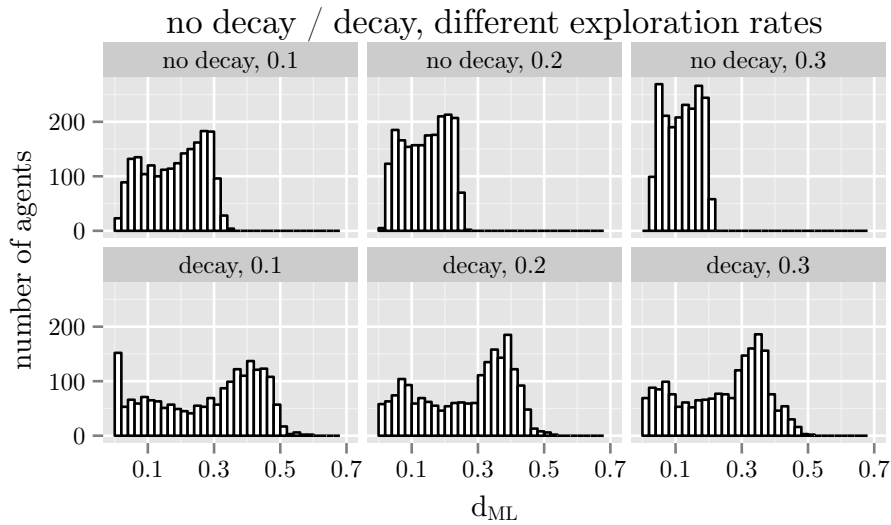 no decay / decay, different exploration rates
no decay, 0.1
no decay, 0.2
no decay, 0.3
number of agents
200
100
0
decay, 0.1
decay, 0.2
decay, 0.3
200
100
0
0.1 0.3 0.5 0.7
0.1 0.3 0.5 0.7
0.1 0.3 0.5 0.7
d_ML